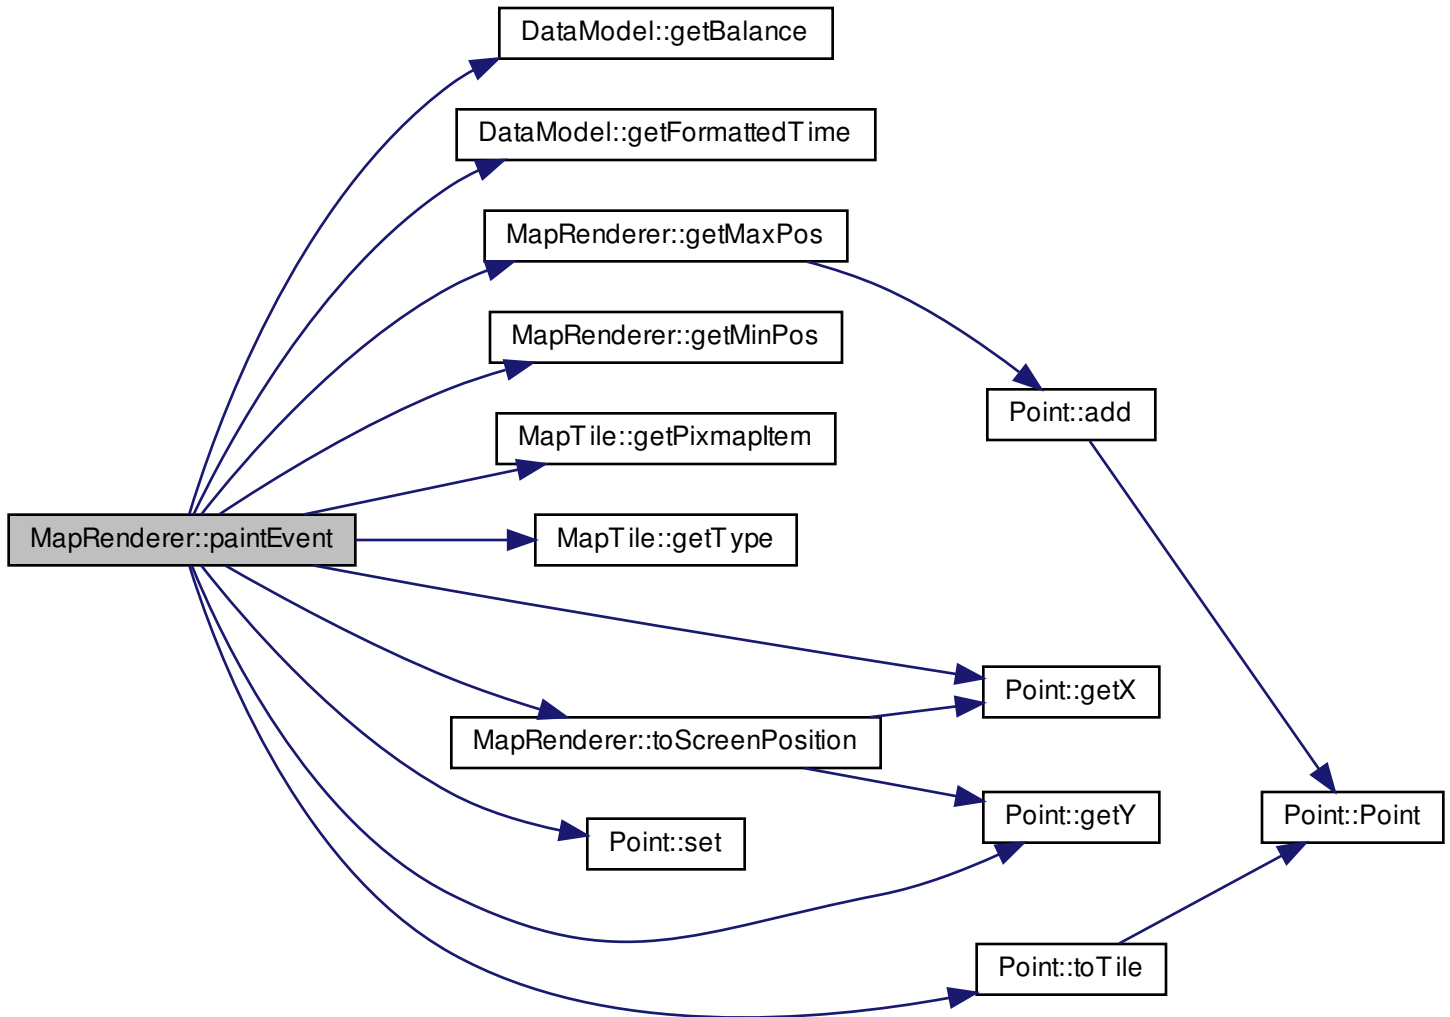 DataModel::getBalance
DataModel::getFormattedTime
MapRenderer::getMaxPos
MapRenderer::getMinPos
Point::add
MapTile::getPixmapItem
MapRenderer::paintEvent
MapTile::getType
Point::getX
MapRenderer::toScreenPosition
Point::getY
Point::Point
Point::set
Point::toTile